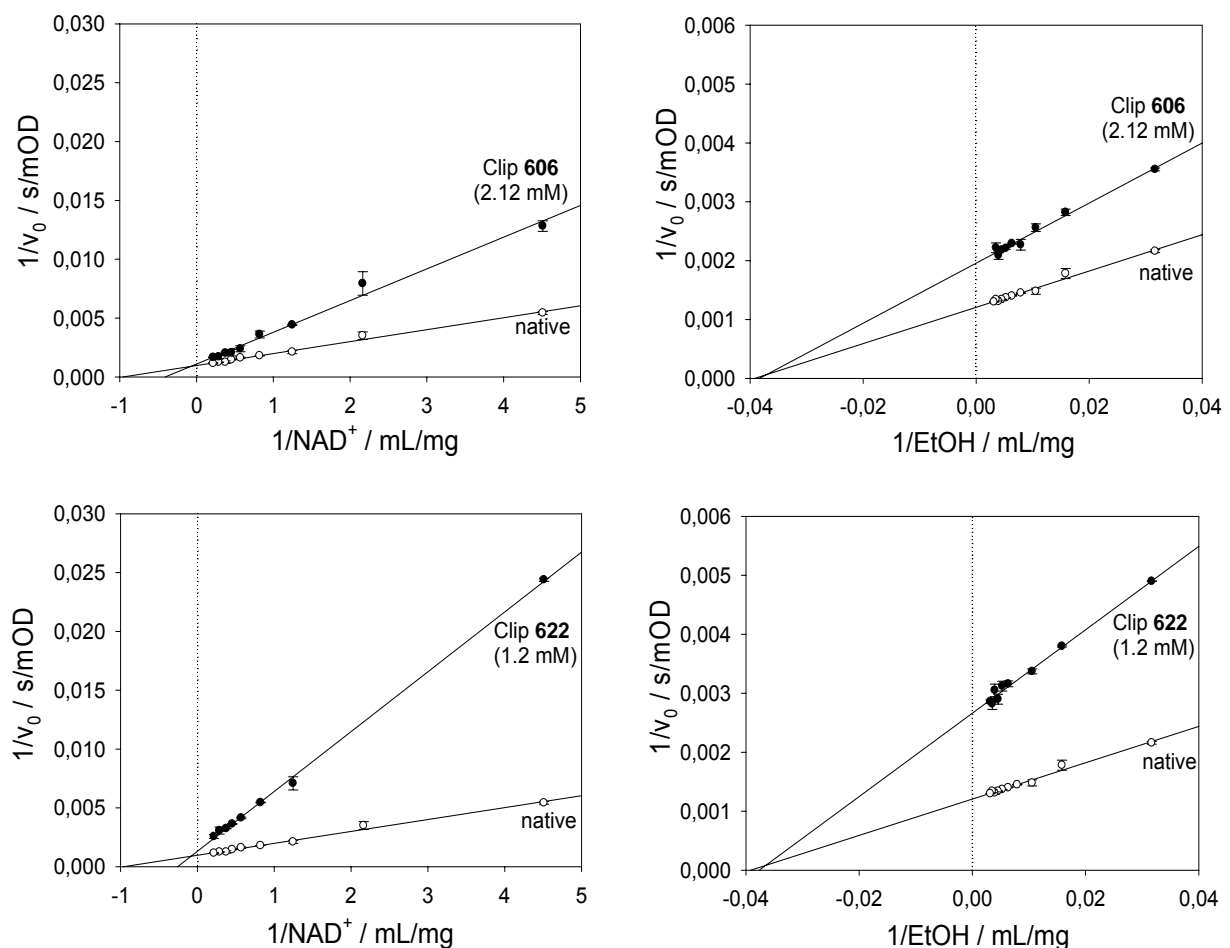 0,030
0,025
0,020
0,015
0,010
0,005
0,000
1/v₀ / s/mOD
Clip 606
(2.12 mM)
native
-1 0 1 2 3 4 5
1/NAD⁺ / mL/mg
0,006
0,005
0,004
0,003
0,002
0,001
0,000
1/v₀ / s/mOD
Clip 606
(2.12 mM)
native
-0,04 -0,02 0,00 0,02 0,04
1/EtOH / mL/mg
0,030
0,025
0,020
0,015
0,010
0,005
0,000
1/v₀ / s/mOD
Clip 622
(1.2 mM)
native
-1 0 1 2 3 4 5
1/NAD⁺ / mL/mg
0,006
0,005
0,004
0,003
0,002
0,001
0,000
1/v₀ / s/mOD
Clip 622
(1.2 mM)
native
-0,04 -0,02 0,00 0,02 0,04
1/EtOH / mL/mg